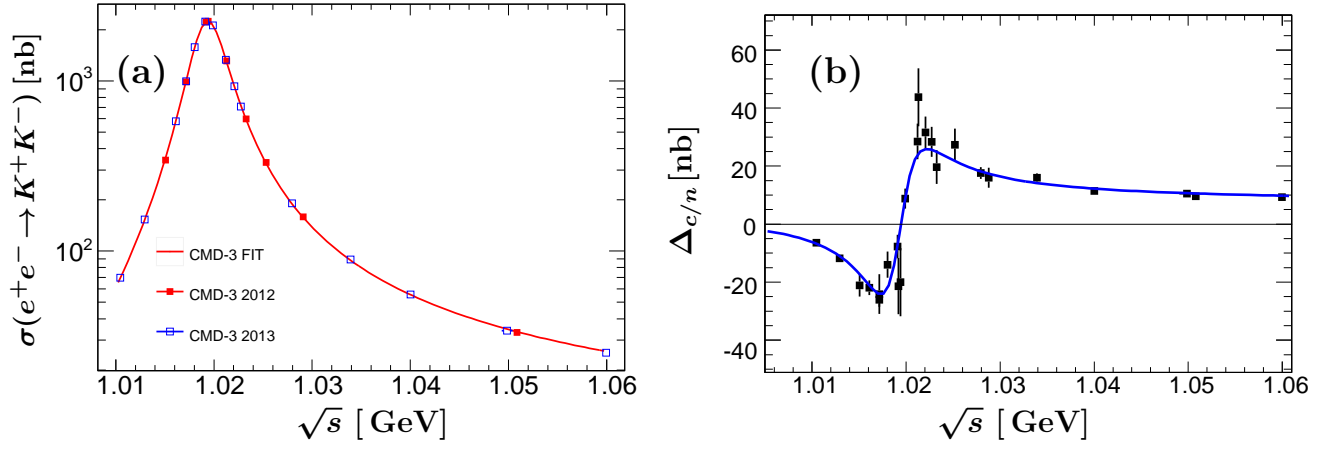 σ(e⁺e⁻ → K⁺K⁻) [nb]
(a)
10³
10²
CMD-3 FIT
CMD-3 2012
CMD-3 2013
1.01 1.02 1.03 1.04 1.05 1.06
√s [ GeV]
Δc/n [nb]
(b)
60
40
20
0
-20
-40
1.01 1.02 1.03 1.04 1.05 1.06
√s [ GeV]